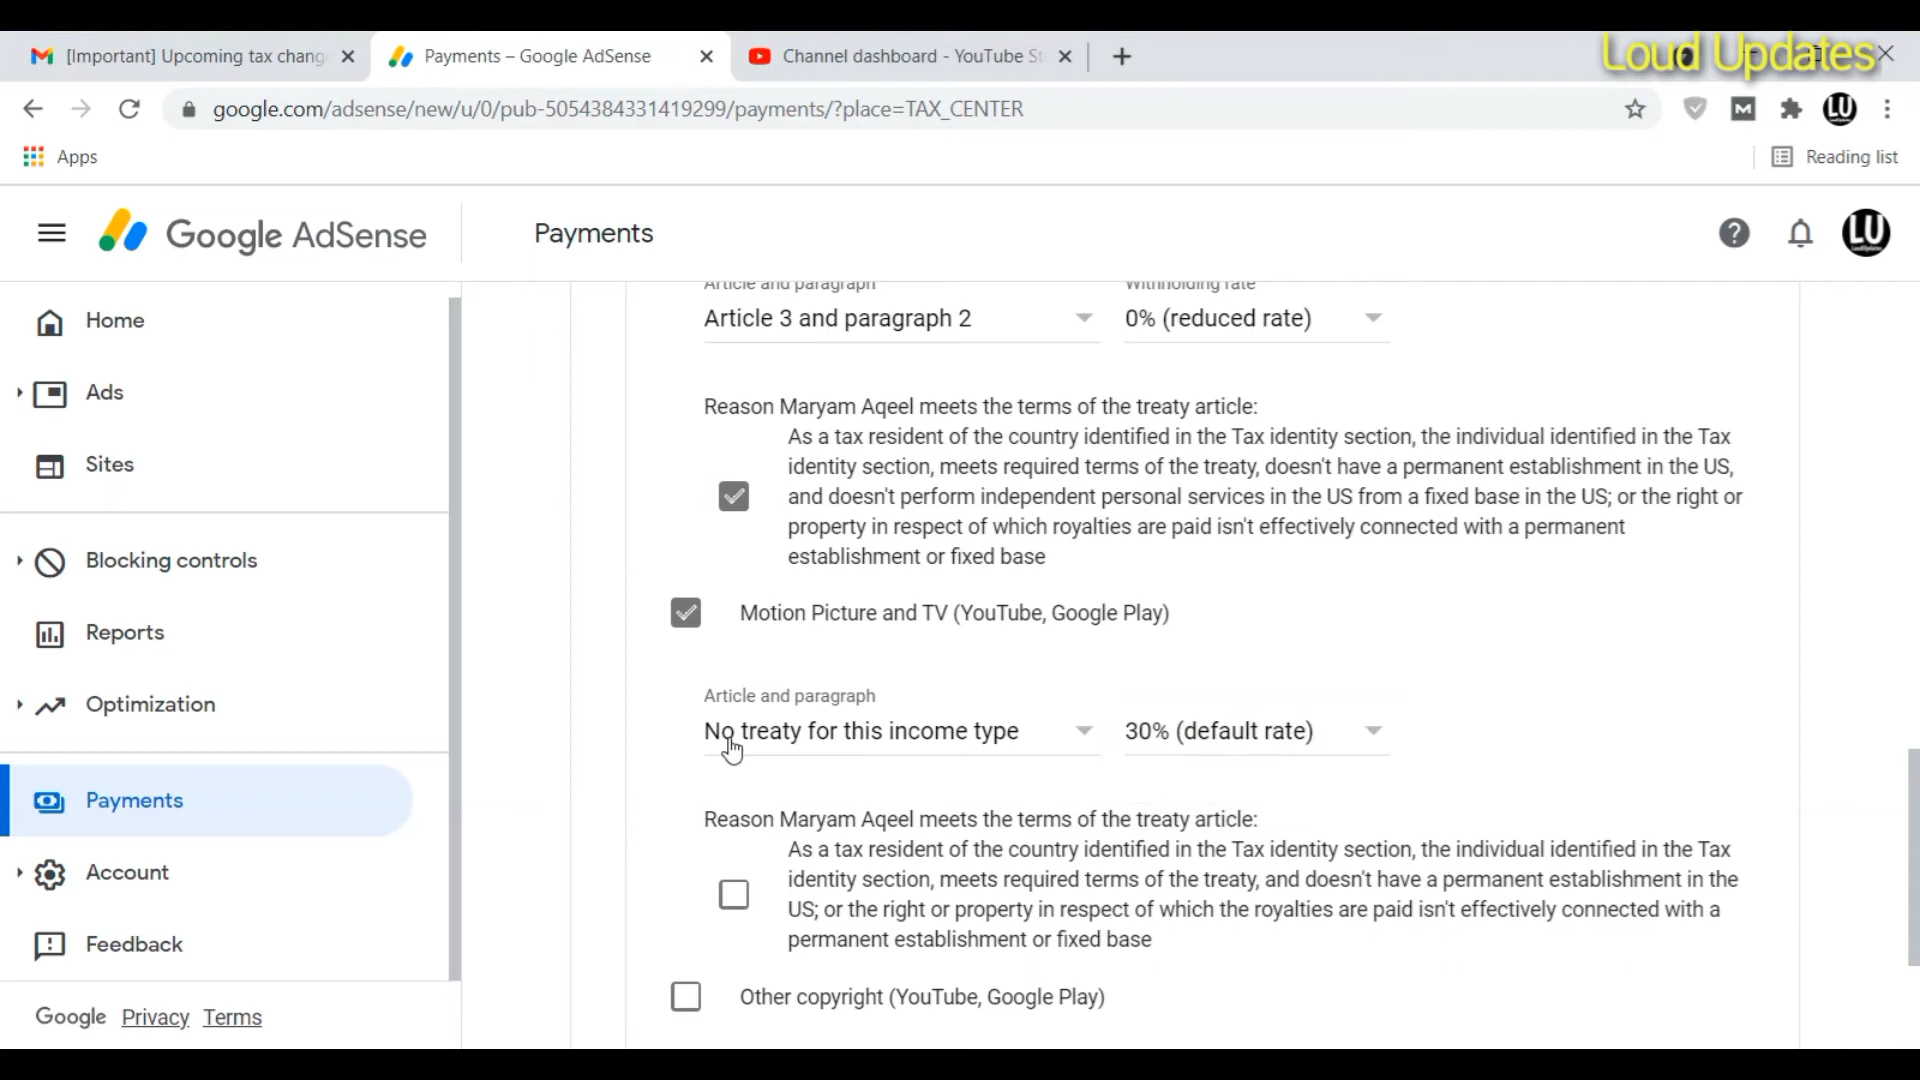 [Important] Upcoming tax chang
Payments – Google AdSense
Channel dashboard - YouTube St
Loud Updates
google.com/adsense/new/u/0/pub-5054384331419299/payments/?place=TAX_CENTER
M
LU
Apps
Reading list
Google AdSense
Payments
LU
Home
Ads
Sites
Blocking controls
Reports
Optimization
Payments
Account
Feedback
Google Privacy Terms
Article and paragraph
Withholding rate
Article 3 and paragraph 2
0% (reduced rate)
Reason Maryam Aqeel meets the terms of the treaty article:
As a tax resident of the country identified in the Tax identity section, the individual identified in the Tax
identity section, meets required terms of the treaty, doesn't have a permanent establishment in the US,
and doesn't perform independent personal services in the US from a fixed base in the US; or the right or
property in respect of which royalties are paid isn't effectively connected with a permanent
establishment or fixed base
Motion Picture and TV (YouTube, Google Play)
Article and paragraph
No treaty for this income type
30% (default rate)
Reason Maryam Aqeel meets the terms of the treaty article:
As a tax resident of the country identified in the Tax identity section, the individual identified in the Tax
identity section, meets required terms of the treaty, and doesn't have a permanent establishment in the
US; or the right or property in respect of which the royalties are paid isn't effectively connected with a
permanent establishment or fixed base
Other copyright (YouTube, Google Play)